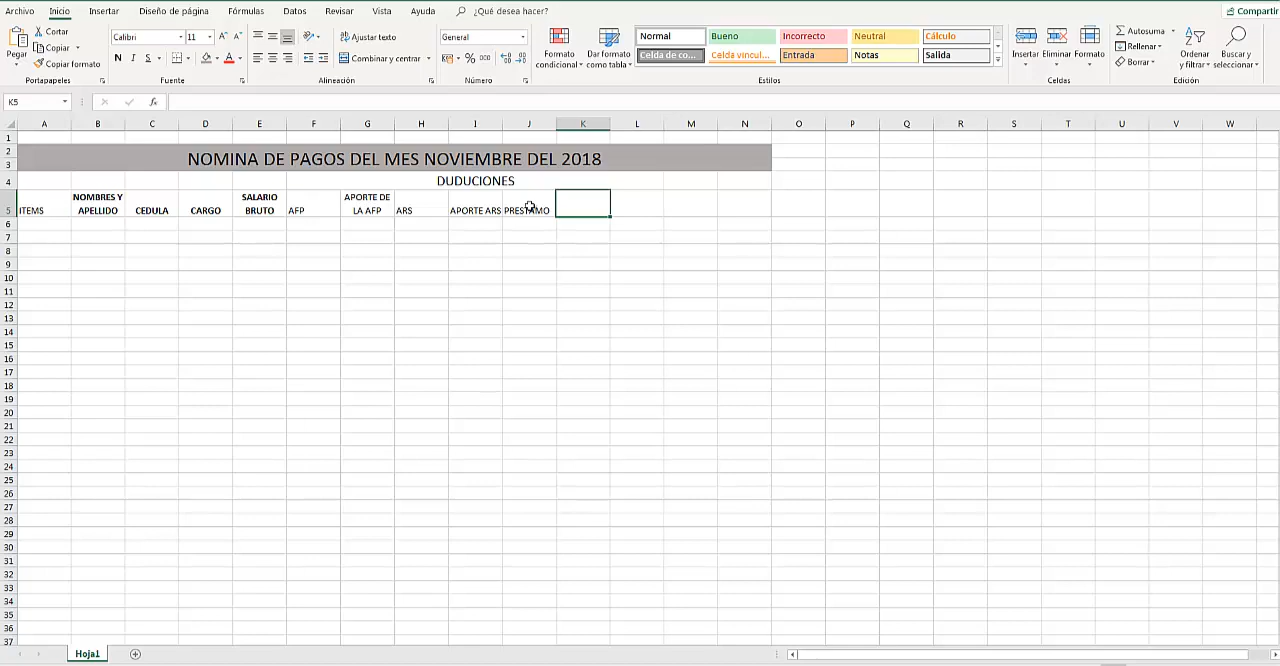 Archivo Inicio Insertar Diseño de página Fórmulas Datos Revisar Vista Ayuda ¿Qué desea hacer? Compartir
Cortar
Copiar
Copiar formato
Portapapeles
Calibri 11
N K S
Fuente
Ajustar texto
Combinar y centrar
Alineación
General
% 000
Número
Formato condicional
Dar formato como tabla
Normal Bueno Incorrecto Neutral Cálculo
Celda de co... Celda vincul... Entrada Notas Salida
Estilos
Insertar Eliminar Formato
Celdas
Autosuma
Rellenar
Borrar
Ordenar y filtrar
Buscar y seleccionar
Edición
K5 fx
A B C D E F G H I J K L M N O P Q R S T U V W
1
2
NOMINA DE PAGOS DEL MES NOVIEMBRE DEL 2018
3
4 DUDUCIONES
5 ITEMS NOMBRES Y APELLIDO CEDULA CARGO SALARIO BRUTO AFP APORTE DE LA AFP ARS APORTE ARS PRESTAMO
6
7
8
9
10
11
12
13
14
15
16
17
18
19
20
21
22
23
24
25
26
27
28
29
30
31
32
33
34
35
36
37
Hoja1